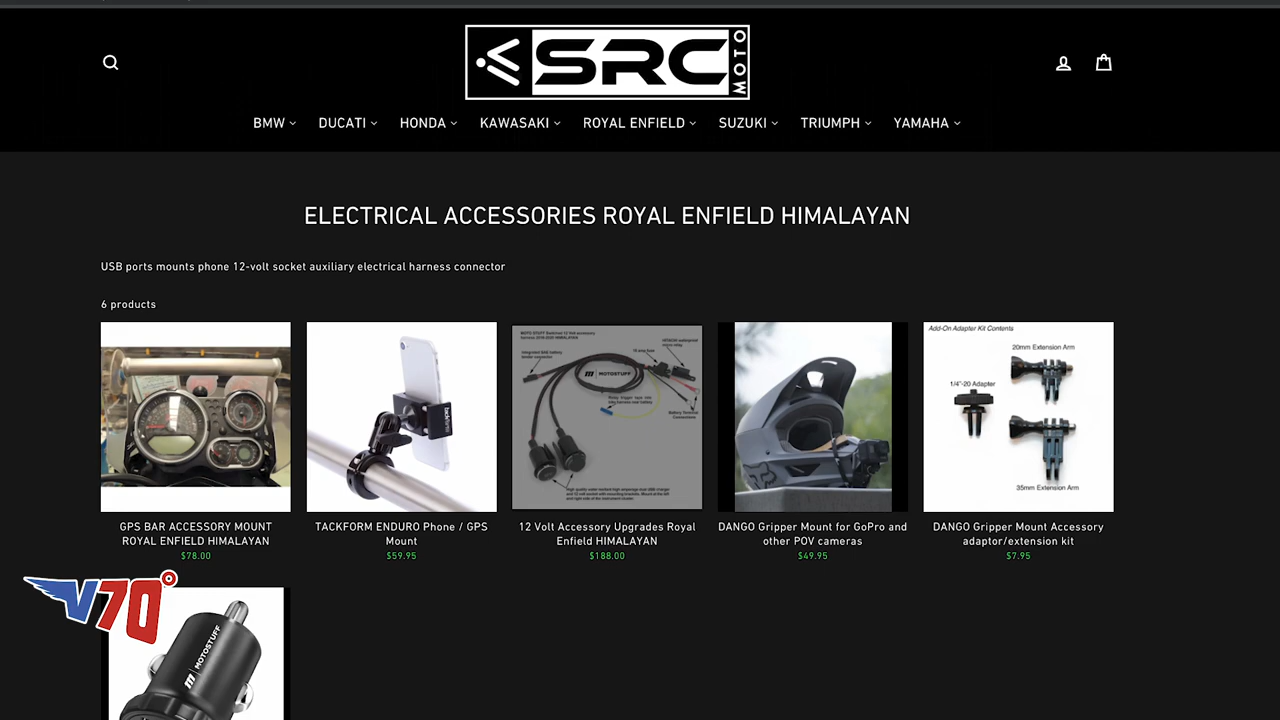 SRC
MOTO
BMW
DUCATI
HONDA
KAWASAKI
ROYAL ENFIELD
SUZUKI
TRIUMPH
YAMAHA
ELECTRICAL ACCESSORIES ROYAL ENFIELD HIMALAYAN
USB ports mounts phone 12-volt socket auxiliary electrical harness connector
6 products
MOTOSTUFF
Add-On Adapter Kit Contents
20mm Extension Arm
1/4"-20 Adapter
35mm Extension Arm
GPS BAR ACCESSORY MOUNT
ROYAL ENFIELD HIMALAYAN
$78.00
TACKFORM ENDURO Phone / GPS
Mount
$59.95
12 Volt Accessory Upgrades Royal
Enfield HIMALAYAN
$188.00
DANGO Gripper Mount for GoPro and
other POV cameras
$49.95
DANGO Gripper Mount Accessory
adaptor/extension kit
$7.95
V70°
MOTOSTUFF